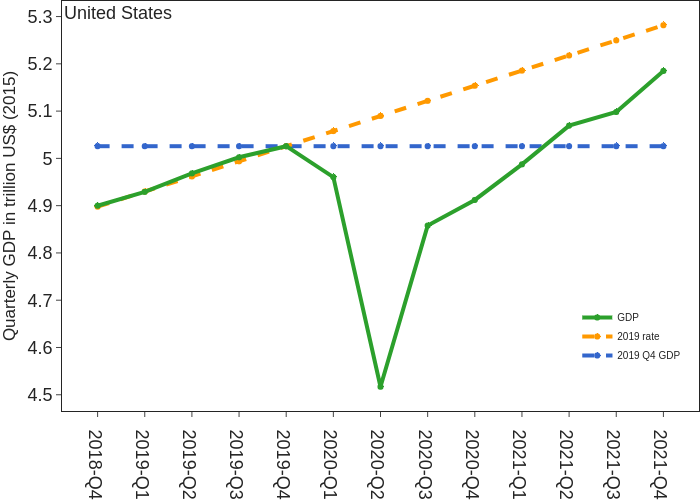 United States
Quarterly GDP in trillion US$ (2015)
5.3
5.2
5.1
5
4.9
4.8
4.7
4.6
4.5
GDP
2019 rate
2019 Q4 GDP
2018-Q4
2019-Q1
2019-Q2
2019-Q3
2019-Q4
2020-Q1
2020-Q2
2020-Q3
2020-Q4
2021-Q1
2021-Q2
2021-Q3
2021-Q4